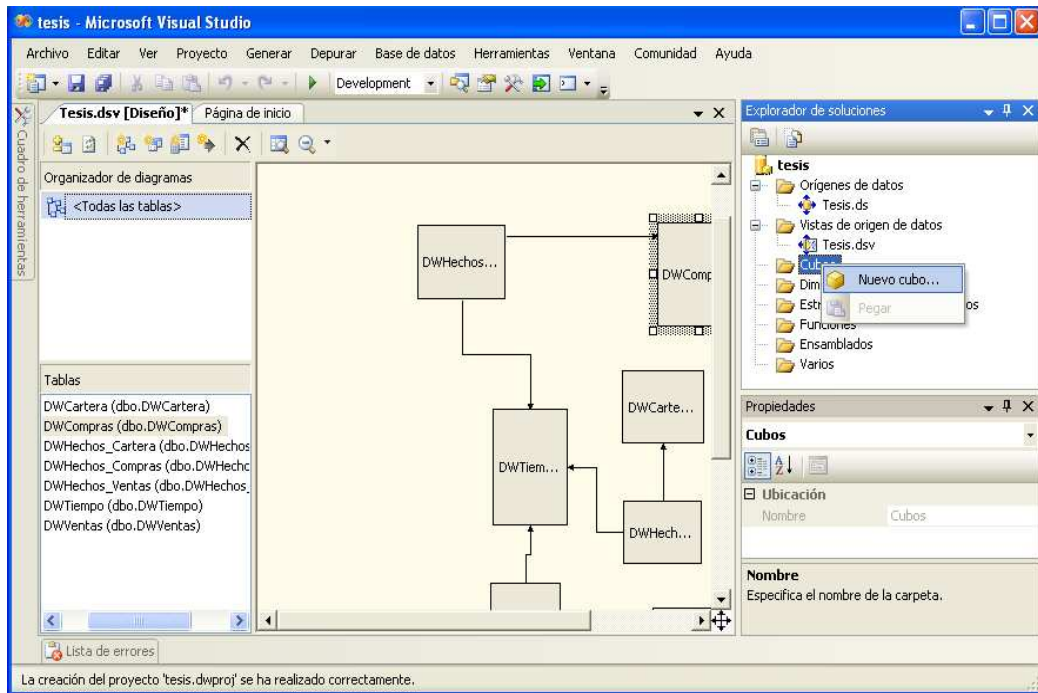 tesis - Microsoft Visual Studio
Archivo Editar Ver Proyecto Generar Depurar Base de datos Herramientas Ventana Comunidad Ayuda
Development
Cuadro de herramientas
Tesis.dsv [Diseño]* Página de inicio
Organizador de diagramas
<Todas las tablas>
Tablas
DWCartera (dbo.DWCartera)
DWCompras (dbo.DWCompras)
DWHechos_Cartera (dbo.DWHechos
DWHechos_Compras (dbo.DWHechc
DWHechos_Ventas (dbo.DWHechos_
DWTiempo (dbo.DWTiempo)
DWVentas (dbo.DWVentas)
DWHechos...
DWComp
DWCarte...
DWTiem...
DWHech...
Explorador de soluciones
tesis
Orígenes de datos
Tesis.ds
Vistas de origen de datos
Tesis.dsv
Cubos
Nuevo cubo...
Dim
Estr
os
Pegar
Funciones
Ensamblados
Varios
Propiedades
Cubos
Ubicación
Nombre Cubos
Nombre
Especifica el nombre de la carpeta.
Lista de errores
La creación del proyecto 'tesis.dwproj' se ha realizado correctamente.